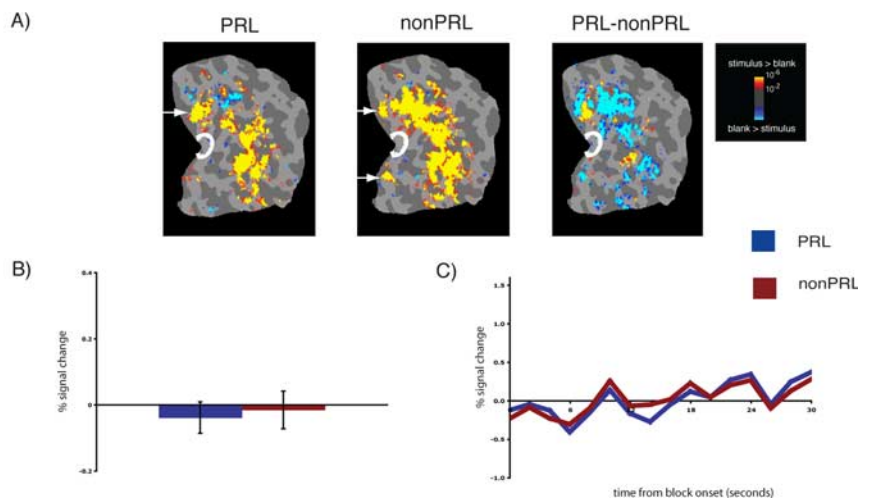 A)
PRL
nonPRL
PRL-nonPRL
stimulus > blank
10-6
10-2
blank > stimulus
PRL
nonPRL
B)
% signal change
0.4
0.2
0
-0.2
C)
% signal change
1.5
1.0
0.5
0.0
-0.5
-1.0
6 12 18 24 30
time from block onset (seconds)